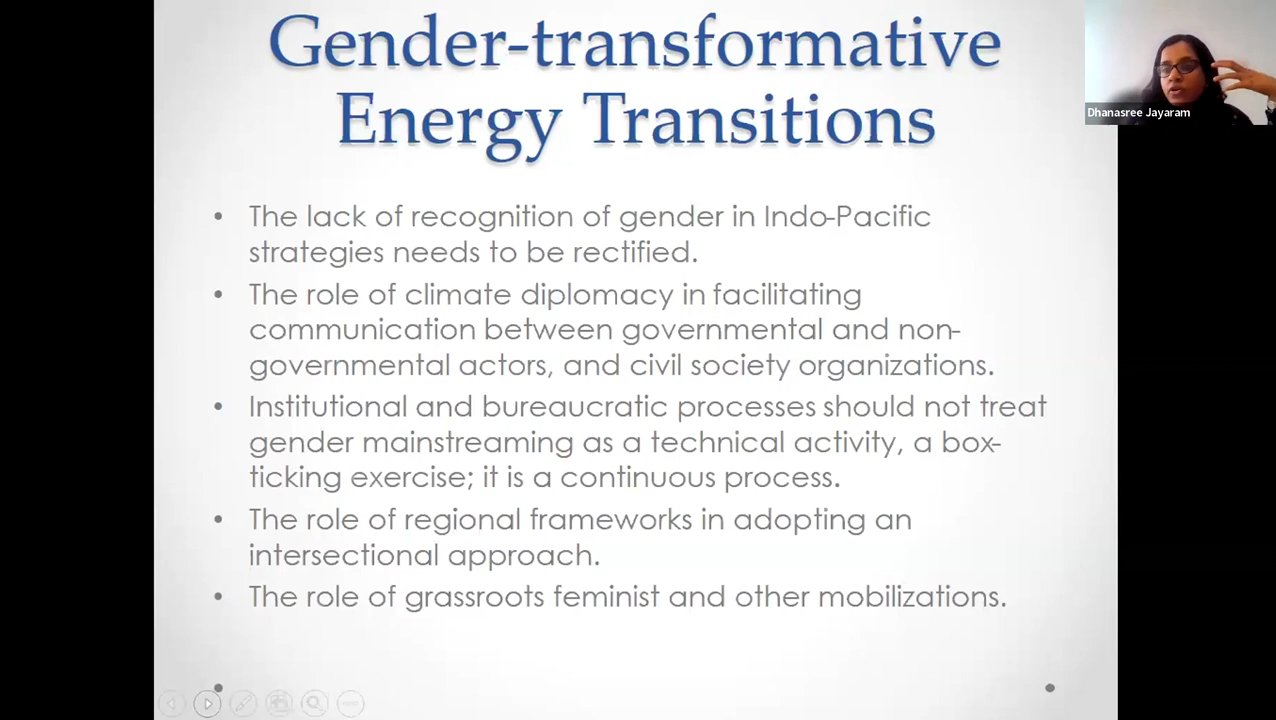 Gender-transformative
Energy Transitions
Dhanasree Jayaram
• The lack of recognition of gender in Indo-Pacific
strategies needs to be rectified.
• The role of climate diplomacy in facilitating
communication between governmental and non-
governmental actors, and civil society organizations.
• Institutional and bureaucratic processes should not treat
gender mainstreaming as a technical activity, a box-
ticking exercise; it is a continuous process.
• The role of regional frameworks in adopting an
intersectional approach.
• The role of grassroots feminist and other mobilizations.